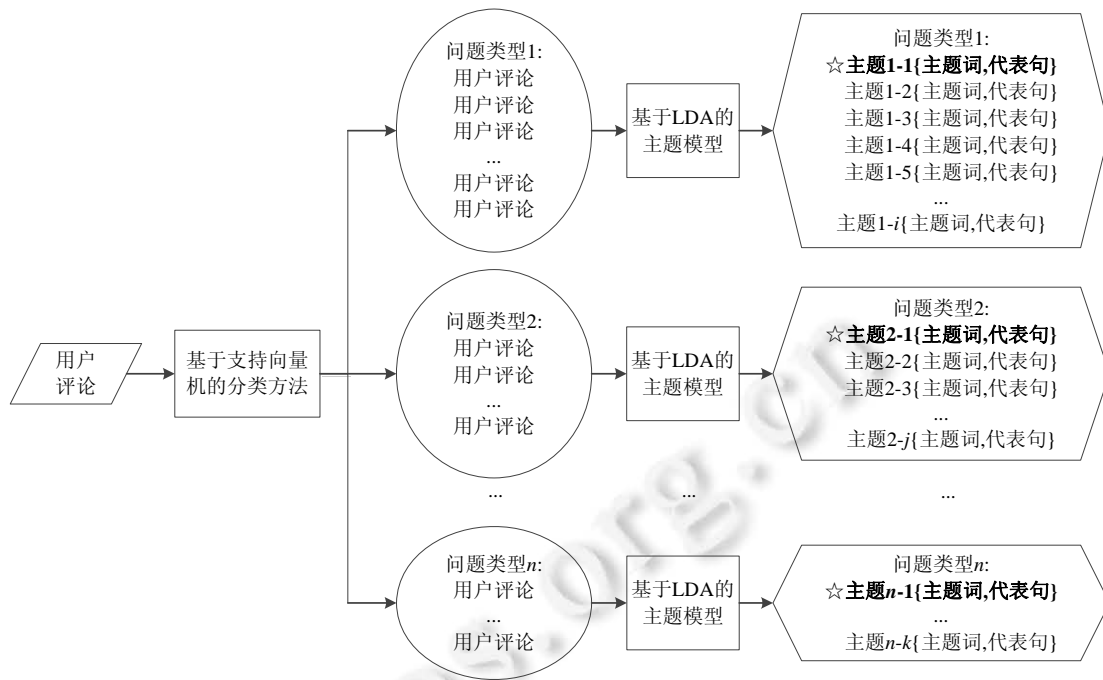 用户
评论
基于支持向量
机的分类方法
问题类型1:
用户评论
用户评论
用户评论
...
用户评论
用户评论
基于LDA的
主题模型
问题类型1:
☆主题1-1{主题词,代表句}
主题1-2{主题词,代表句}
主题1-3{主题词,代表句}
主题1-4{主题词,代表句}
主题1-5{主题词,代表句}
...
主题1-i{主题词,代表句}
问题类型2:
用户评论
用户评论
...
用户评论
基于LDA的
主题模型
问题类型2:
☆主题2-1{主题词,代表句}
主题2-2{主题词,代表句}
主题2-3{主题词,代表句}
...
主题2-j{主题词,代表句}
...
...
...
问题类型n:
用户评论
...
用户评论
基于LDA的
主题模型
问题类型n:
☆主题n-1{主题词,代表句}
...
主题n-k{主题词,代表句}